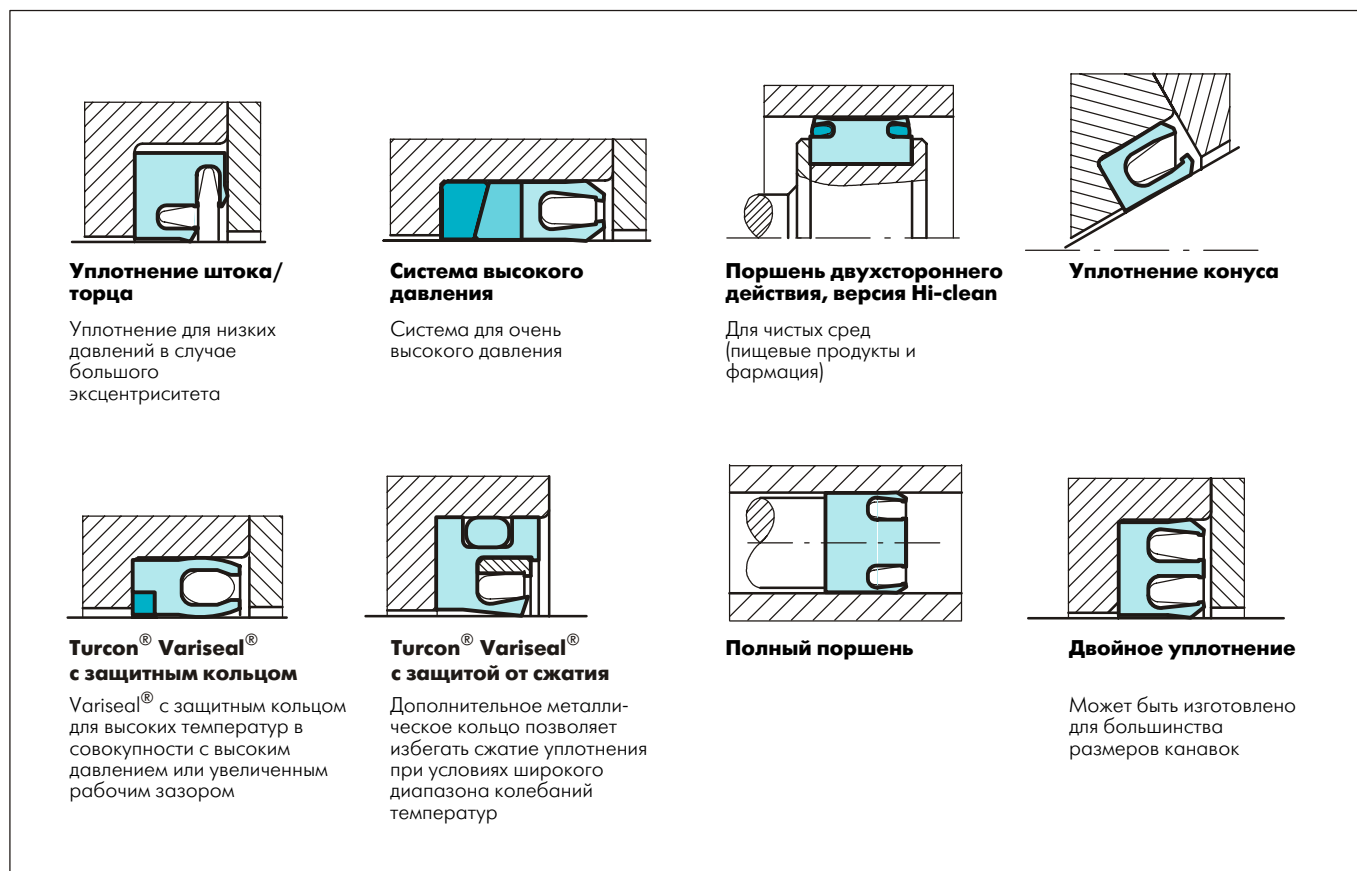 Уплотнение штока/
торца
Уплотнение для низких
давлений в случае
большого
эксцентриситета
Система высокого
давления
Система для очень
высокого давления
Поршень двухстороннего
действия, версия Hi-clean
Для чистых сред
(пищевые продукты и
фармация)
Уплотнение конуса
Turcon® Variseal®
с защитным кольцом
Variseal® с защитным кольцом
для высоких температур в
совокупности с высоким
давлением или увеличенным
рабочим зазором
Turcon® Variseal®
с защитой от сжатия
Дополнительное металли-
ческое кольцо позволяет
избегать сжатие уплотнения
при условиях широкого
диапазона колебаний
температур
Полный поршень
Двойное уплотнение
Может быть изготовлено
для большинства
размеров канавок